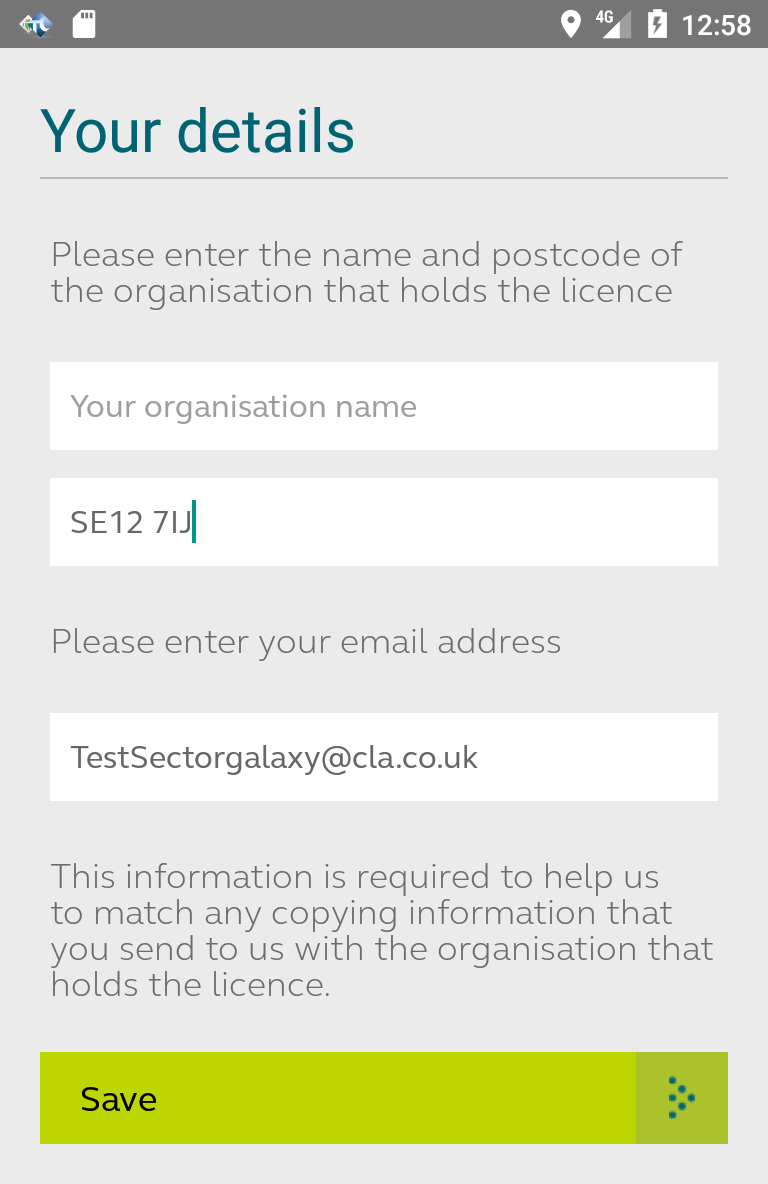 4G 12:58
Your details
Please enter the name and postcode of
the organisation that holds the licence
Your organisation name
SE12 7IJ
Please enter your email address
TestSectorgalaxy@cla.co.uk
This information is required to help us
to match any copying information that
you send to us with the organisation that
holds the licence.
Save